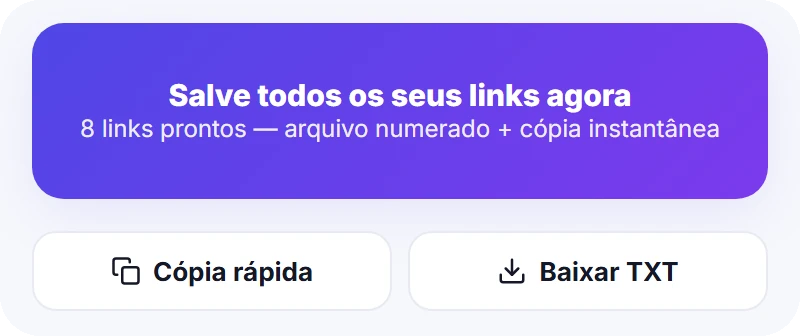 Salve todos os seus links agora
8 links prontos — arquivo numerado + cópia instantânea
Cópia rápida
Baixar TXT